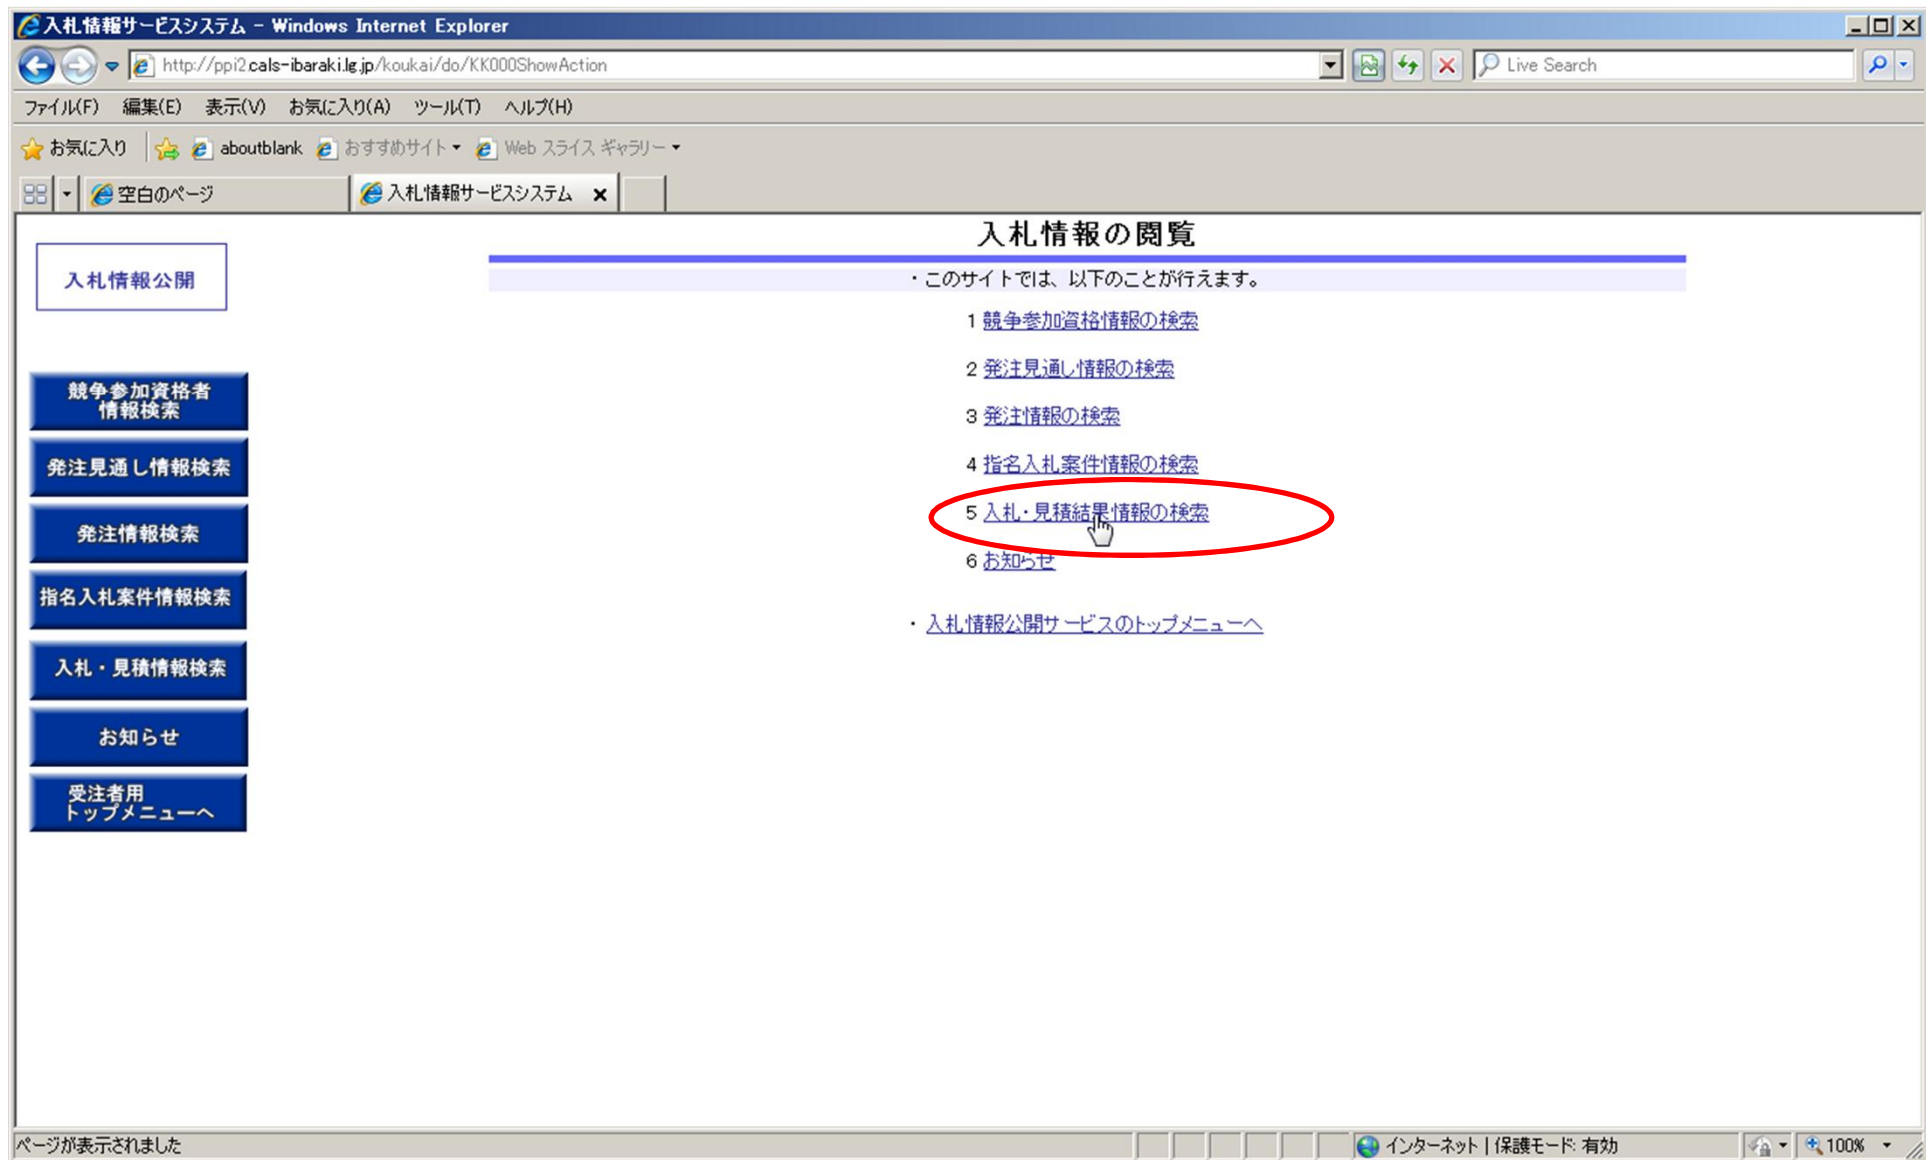 入札情報サービスシステム - Windows Internet Explorer
http://ppi2.cals-ibaraki.lg.jp/koukai/do/KK000ShowAction
Live Search
ファイル(F) 編集(E) 表示(V) お気に入り(A) ツール(T) ヘルプ(H)
お気に入り aboutblank おすすめサイト Web スライス ギャラリー
空白のページ 入札情報サービスシステム
入札情報の閲覧
入札情報公開
・このサイトでは、以下のことが行えます。
1 競争参加資格情報の検索
2 発注見通し情報の検索
3 発注情報の検索
4 指名入札案件情報の検索
5 入札・見積結果情報の検索
6 お知らせ
・ 入札情報公開サービスのトップメニューへ
競争参加資格者
情報検索
発注見通し情報検索
発注情報検索
指名入札案件情報検索
入札・見積情報検索
お知らせ
受注者用
トップメニューへ
ページが表示されました
インターネット | 保護モード: 有効
100%